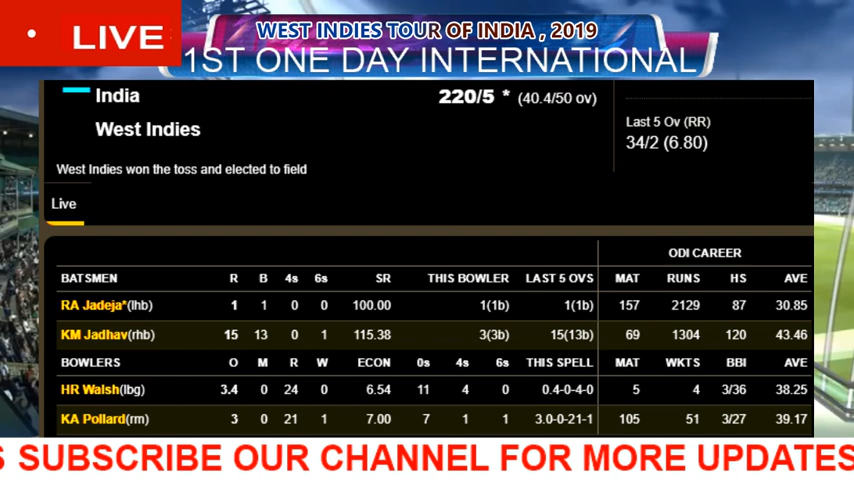 LIVE
WEST INDIES TOUR OF INDIA , 2019
1ST ONE DAY INTERNATIONAL
India 220/5 * (40.4/50 ov)
West Indies
Last 5 Ov (RR)
34/2 (6.80)
West Indies won the toss and elected to field
Live
ODI CAREER
BATSMEN R B 4s 6s SR THIS BOWLER LAST 5 OVS MAT RUNS HS AVE
RA Jadeja*(lhb) 1 1 0 0 100.00 1(1b) 1(1b) 157 2129 87 30.85
KM Jadhav(rhb) 15 13 0 1 115.38 3(3b) 15(13b) 69 1304 120 43.46
BOWLERS O M R W ECON 0s 4s 6s THIS SPELL MAT WKTS BBI AVE
HR Walsh(lbg) 3.4 0 24 0 6.54 11 4 0 0.4-0-4-0 5 4 3/36 38.25
KA Pollard(rm) 3 0 21 1 7.00 7 1 1 3.0-0-21-1 105 51 3/27 39.17
S SUBSCRIBE OUR CHANNEL FOR MORE UPDATES